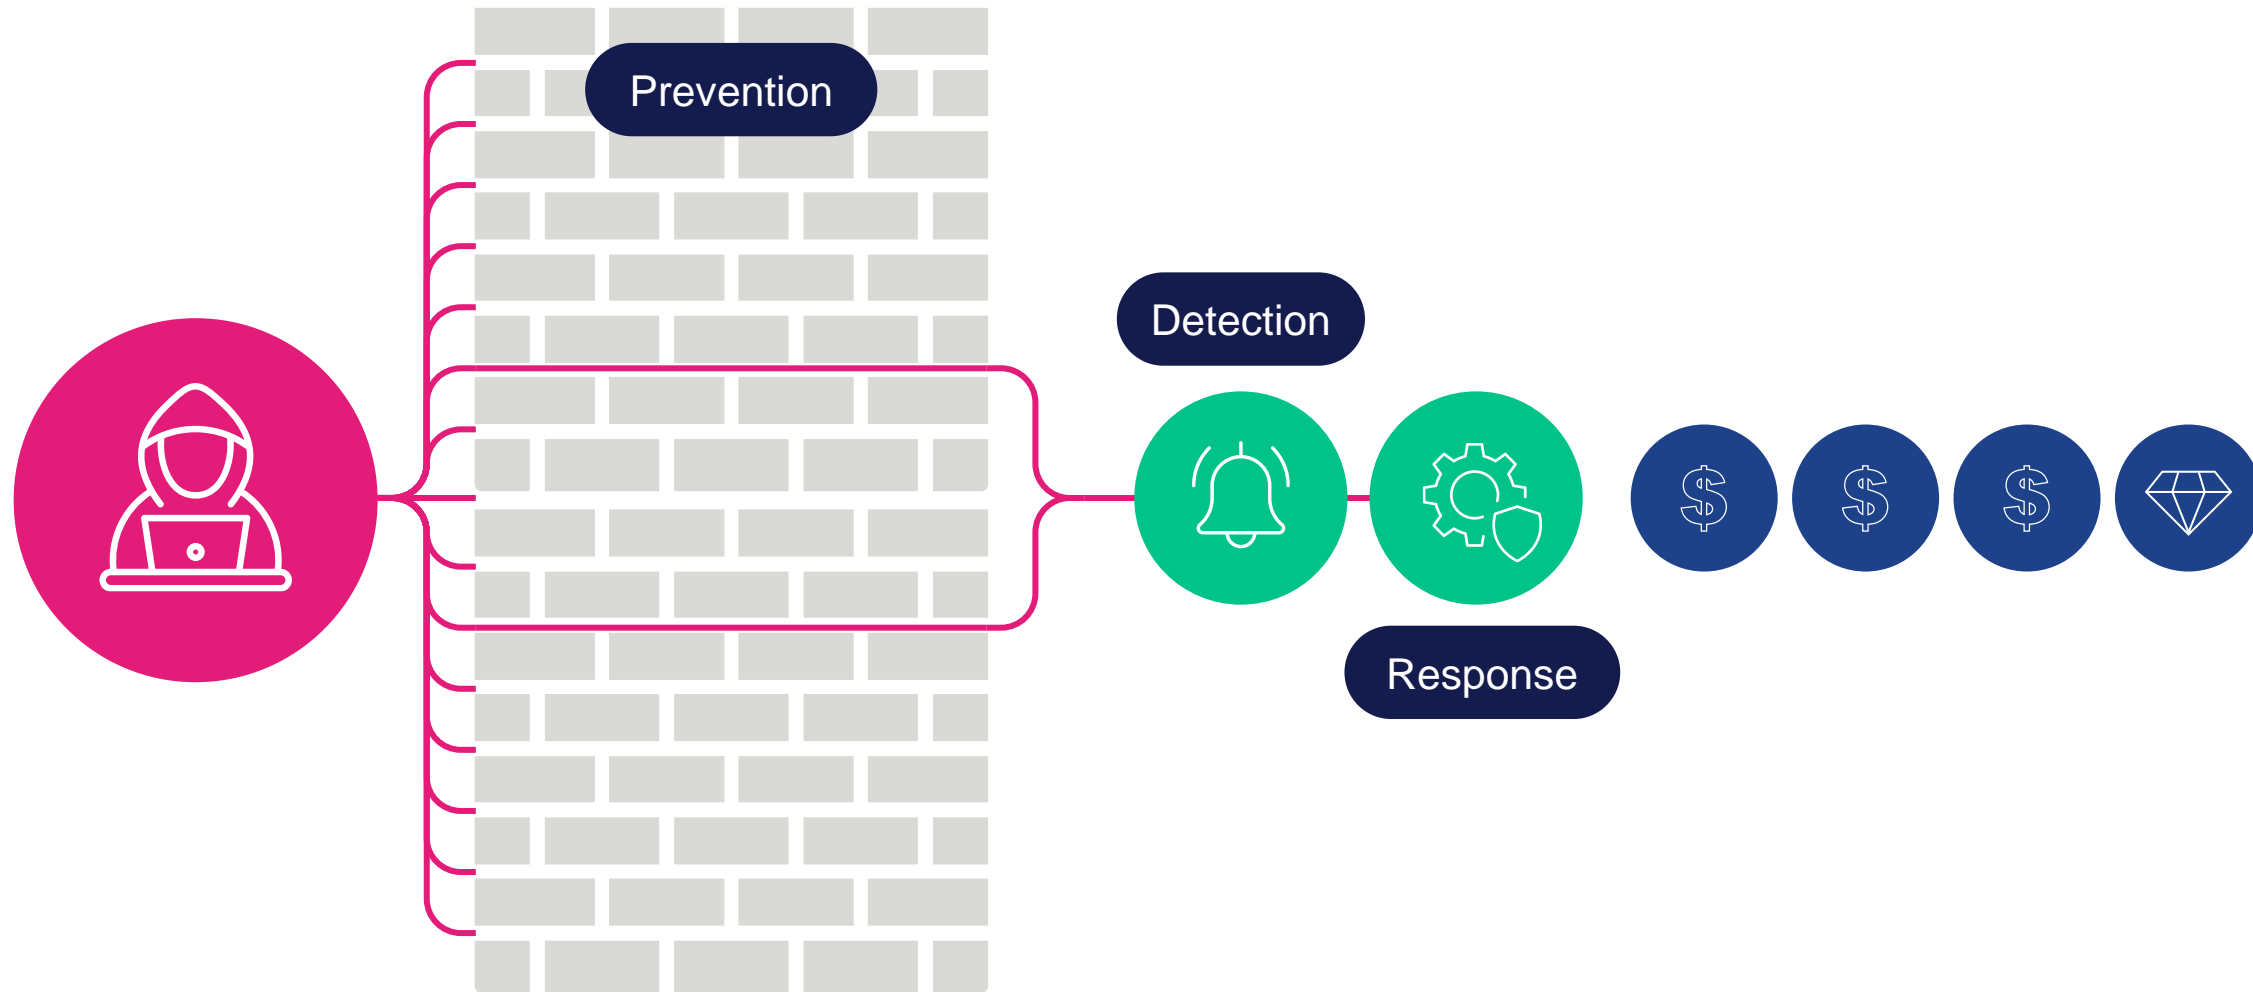 Prevention
Detection
Response
$
$
$